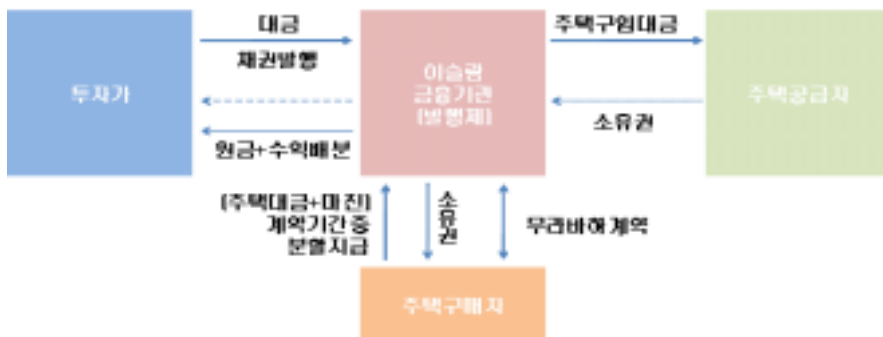 대금
주택구입대금
채권발행
투자가
이슬람
금융기관
(발행체)
주택공급자
소유권
원금+수익배분
(주택대금+마진)
계약기간 중
분할지급
소유권
무라바하 계약
주택구매자